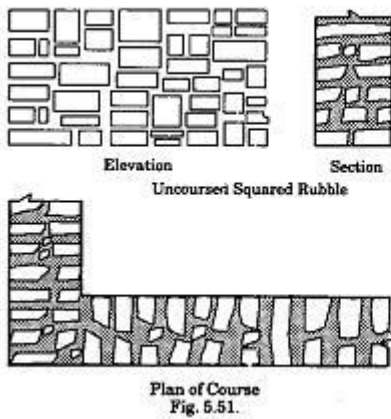 Elevation
Section
Uncoursed Squared Rubble
Plan of Course
Fig. 5.51.